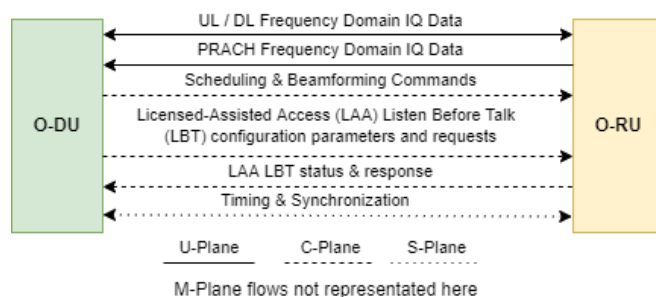 UL / DL Frequency Domain IQ Data
PRACH Frequency Domain IQ Data
Scheduling & Beamforming Commands
O-DU
Licensed-Assisted Access (LAA) Listen Before Talk
(LBT) configuration parameters and requests
O-RU
LAA LBT status & response
Timing & Synchronization
U-Plane
C-Plane
S-Plane
M-Plane flows not representated here